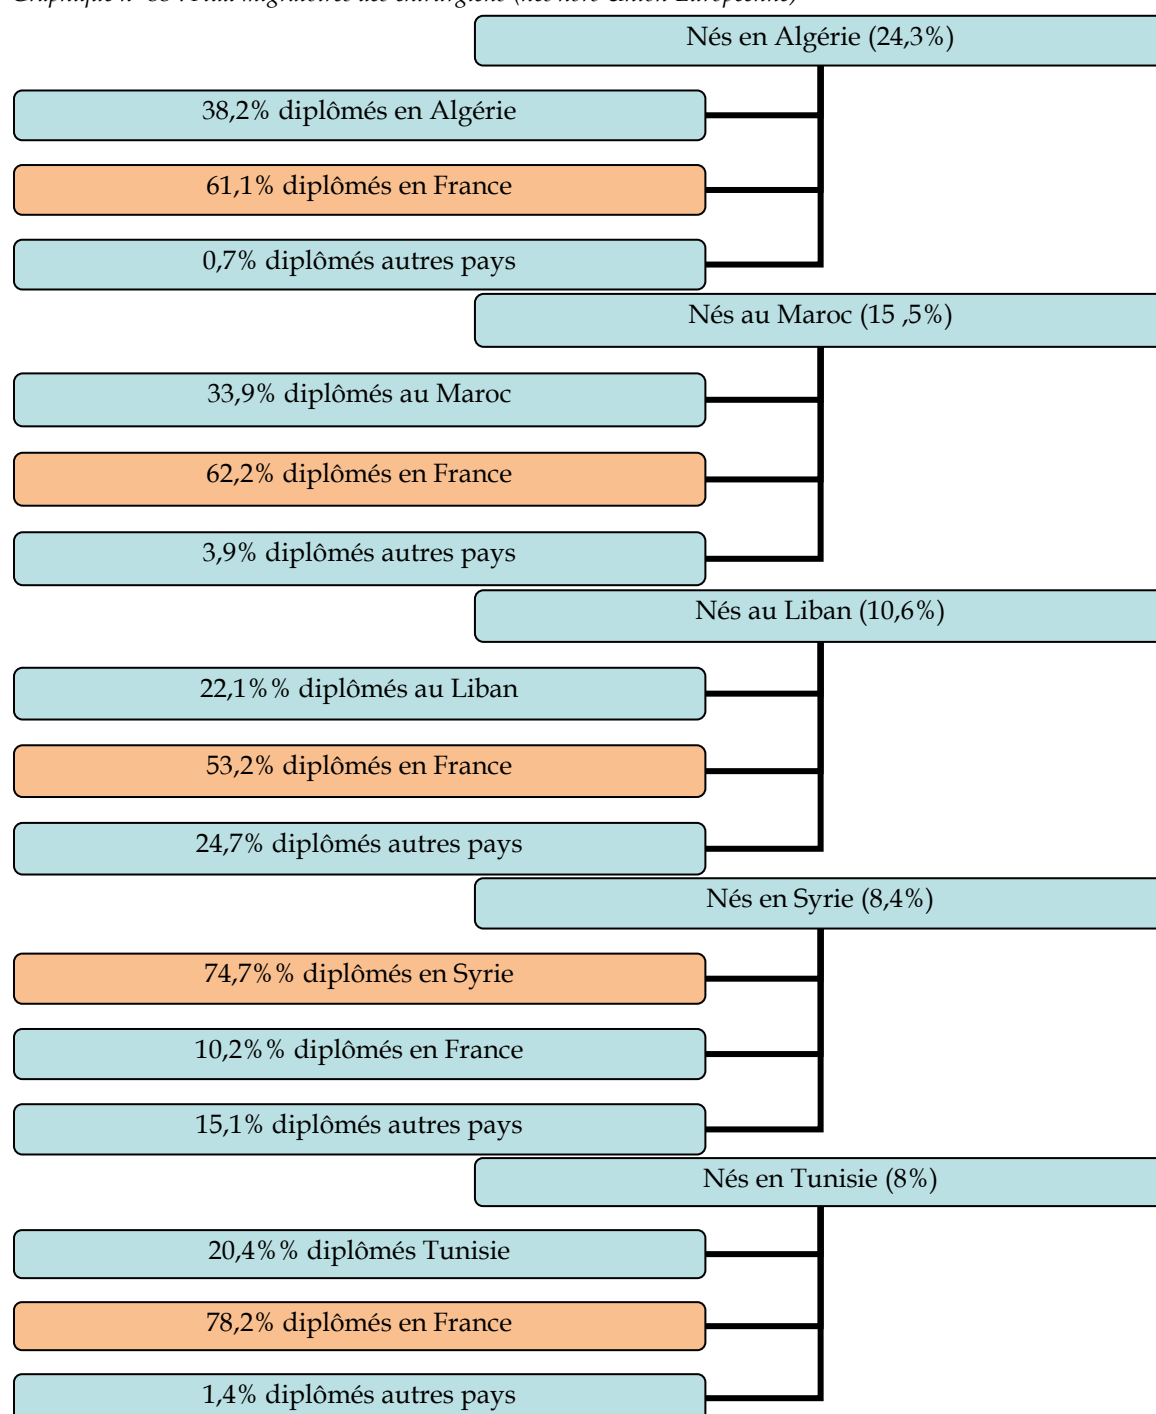 Nés en Algérie (24,3%)
38,2% diplômés en Algérie
61,1% diplômés en France
0,7% diplômés autres pays
Nés au Maroc (15 ,5%)
33,9% diplômés au Maroc
62,2% diplômés en France
3,9% diplômés autres pays
Nés au Liban (10,6%)
22,1%% diplômés au Liban
53,2% diplômés en France
24,7% diplômés autres pays
Nés en Syrie (8,4%)
74,7%% diplômés en Syrie
10,2%% diplômés en France
15,1% diplômés autres pays
Nés en Tunisie (8%)
20,4%% diplômés Tunisie
78,2% diplômés en France
1,4% diplômés autres pays